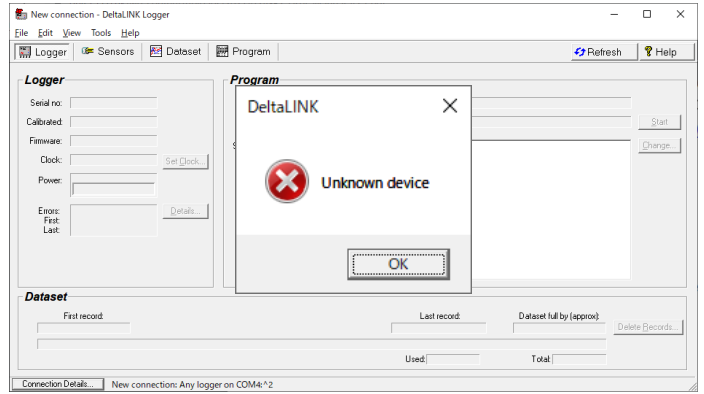 New connection - DeltaLINK Logger
File Edit View Tools Help
Logger Sensors Dataset Program Refresh Help
Logger
Serial no:
Calibrated:
Firmware:
Clock: Set Clock...
Power:
Errors: Details...
First:
Last:
Program
Start
Change...
DeltaLINK
Unknown device
OK
Dataset
First record: Last record: Dataset full by (approx):
Delete Records...
Used: Total:
Connection Details... New connection: Any logger on COM4:^2